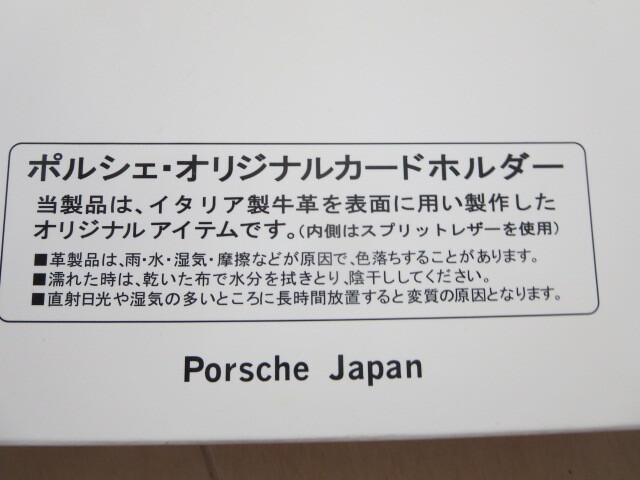 ポルシェ・オリジナルカードホルダー
当製品は、イタリア製牛革を表面に用い製作した
オリジナル アイテムです。(内側はスプリットレザーを使用)
■革製品は、雨・水・湿気・摩擦などが原因で、色落ちすることがあります。
■濡れた時は、乾いた布で水分を拭きとり、陰干ししてください。
■直射日光や湿気の多いところに長時間放置すると変質の原因となります。
Porsche Japan